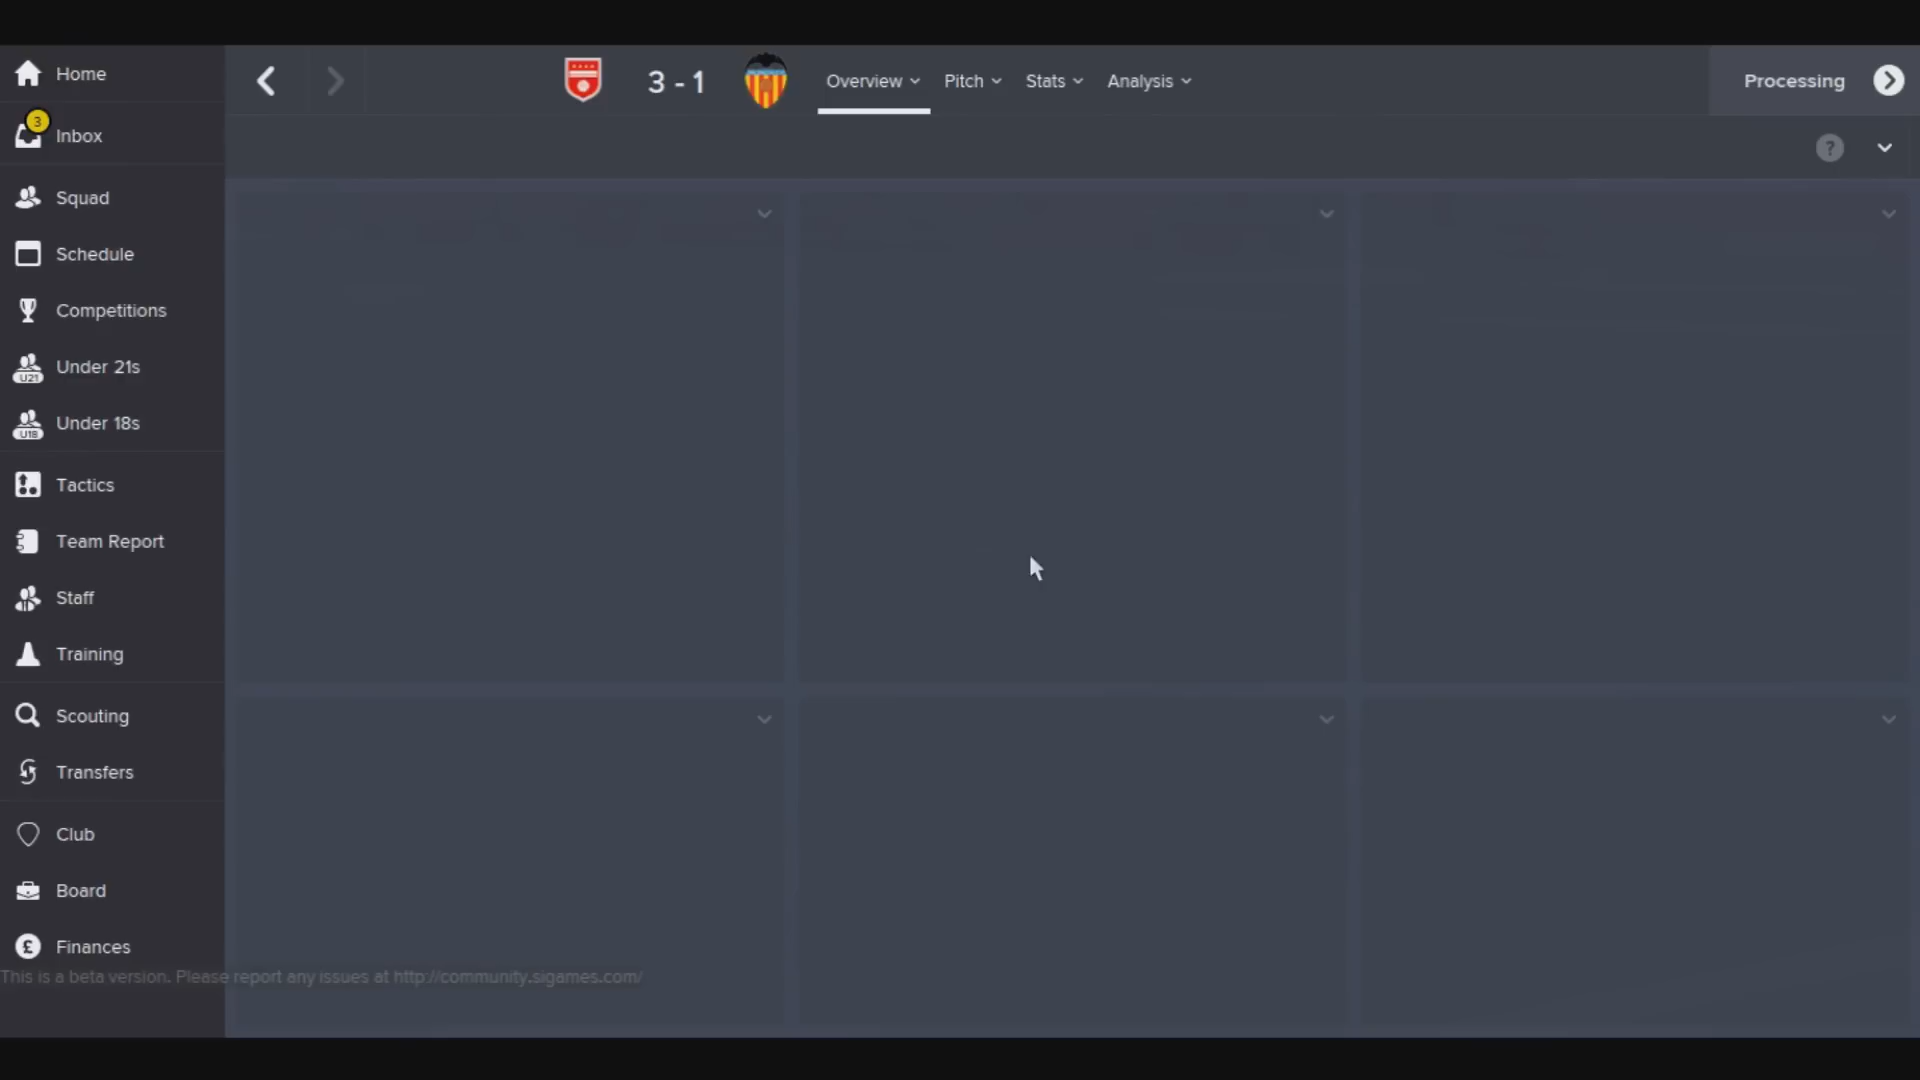 Home
3
Inbox
Squad
Schedule
Competitions
U21
Under 21s
U18
Under 18s
Tactics
Team Report
Staff
Training
Scouting
Transfers
Club
Board
£
Finances
This is a beta version. Please report any issues at http://community.sigames.com/
3 - 1
Overview
Pitch
Stats
Analysis
Processing
?